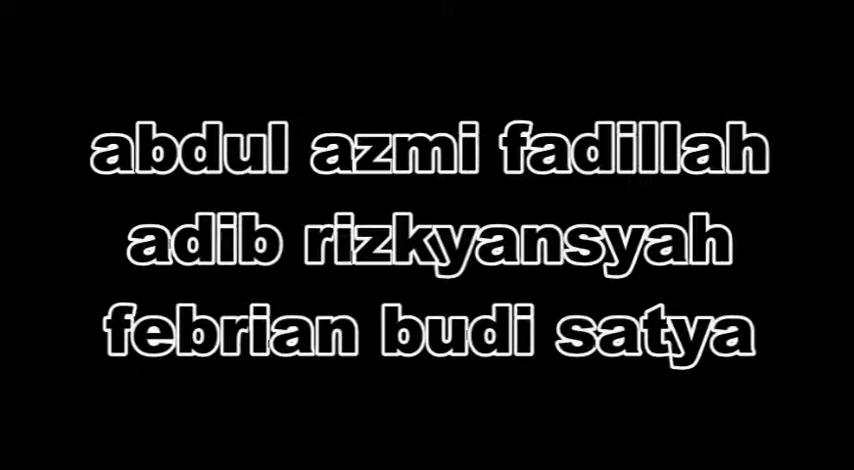 abdul azmi fadillah
adib rizkyansyah
febrian budi satya